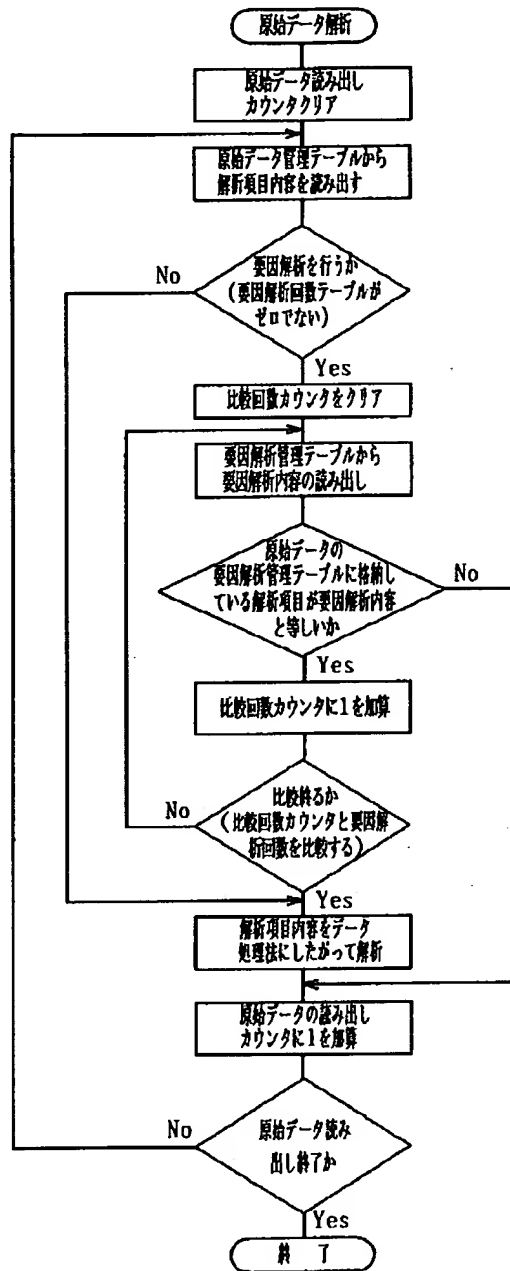 原始データ解析
原始データ読み出し
カウンタクリア
原始データ管理テーブルから
解析項目内容を読み出す
No
要因解析を行うか
(要因解析回数テーブルが
ゼロでない)
Yes
比較回数カウンタをクリア
要因解析管理テーブルから
要因解析内容の読み出し
原始データの
要因解析管理テーブルに格納し
ている解析項目が要因解析内容
と等しいか
No
Yes
比較回数カウンタに1を加算
No
比較終るか
(比較回数カウンタと要因解
析回数を比較する)
Yes
解析項目内容をデータ
処理法にしたがって解析
原始データの読み出し
カウンタに1を加算
No
原始データ読み
出し終了か
Yes
終 了